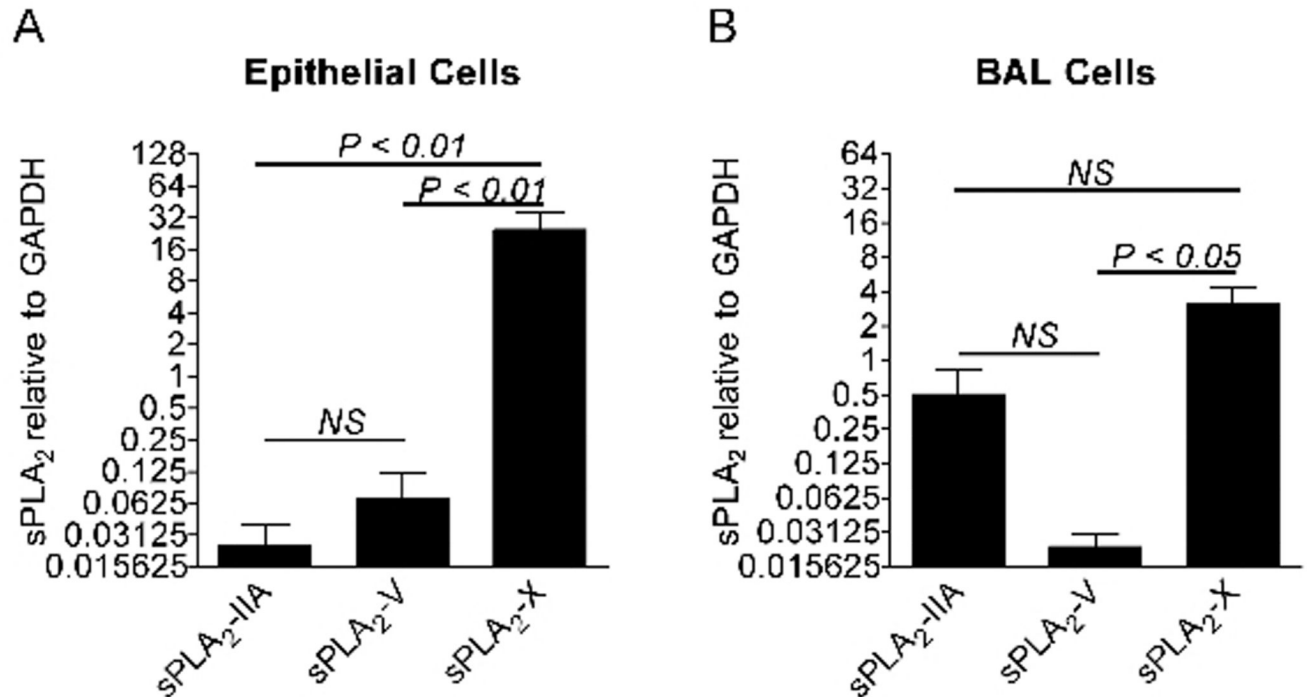 A
Epithelial Cells
sPLA₂ relative to GAPDH
128
64
32
16
8
4
2
1
0.5
0.25
0.125
0.0625
0.03125
0.015625
P < 0.01
P < 0.01
NS
sPLA₂-IIA
sPLA₂-V
sPLA₂-X
B
BAL Cells
sPLA₂ relative to GAPDH
64
32
16
8
4
2
1
0.5
0.25
0.125
0.0625
0.03125
0.015625
NS
P < 0.05
NS
sPLA₂-IIA
sPLA₂-V
sPLA₂-X